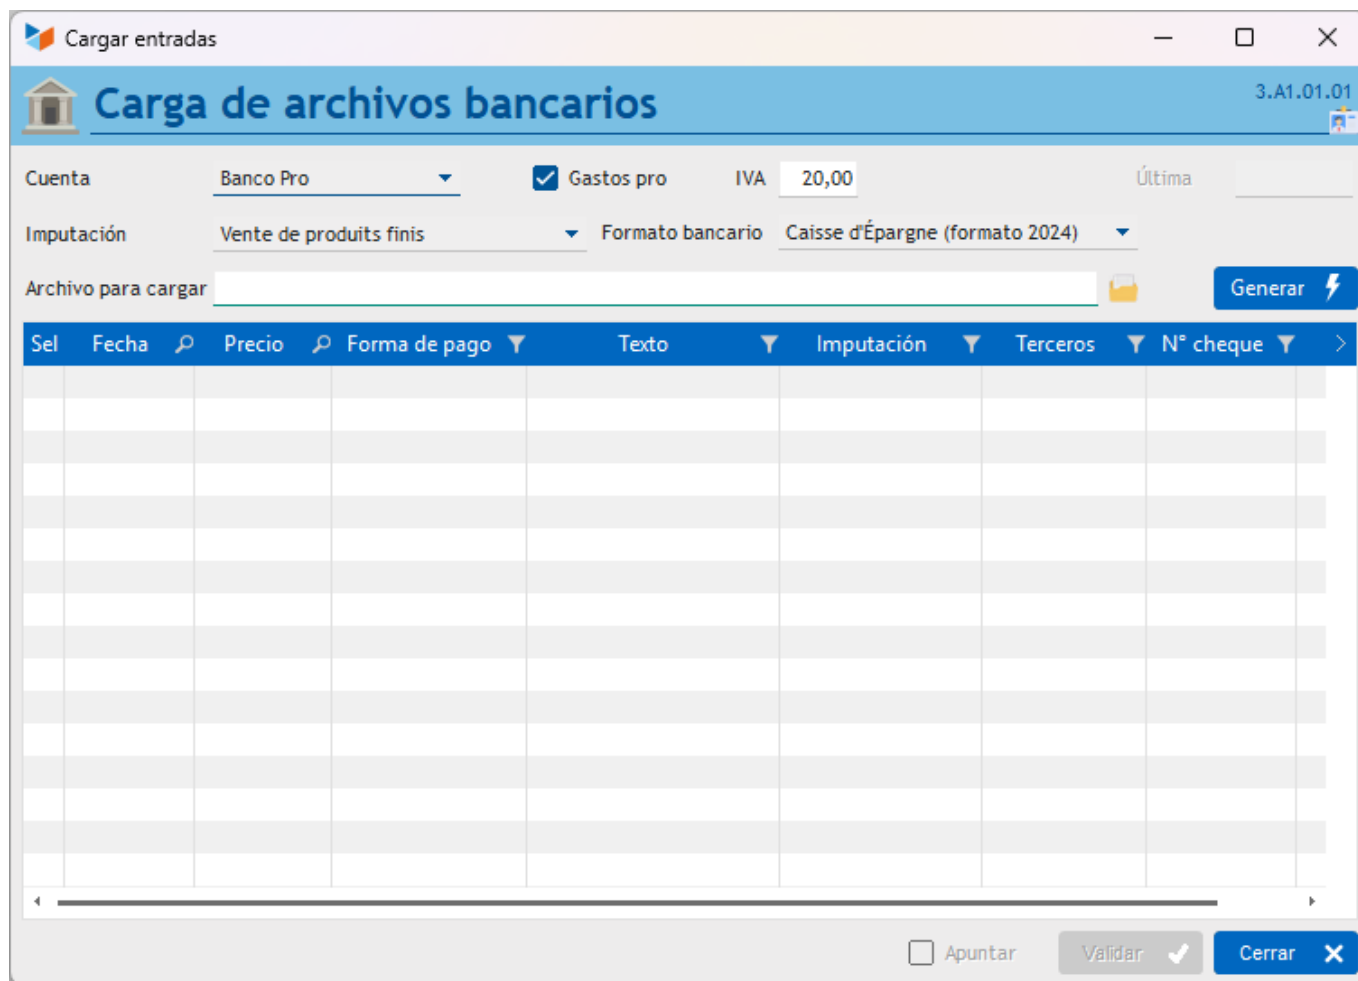 Cargar entradas
Carga de archivos bancarios
3.A1.01.01
Cuenta Banco Pro Gastos pro IVA 20,00 Última
Imputación Vente de produits finis Formato bancario Caisse d'Épargne (formato 2024)
Archivo para cargar Generar
Sel Fecha Precio Forma de pago Texto Imputación Terceros N° cheque
Apuntar Validar Cerrar